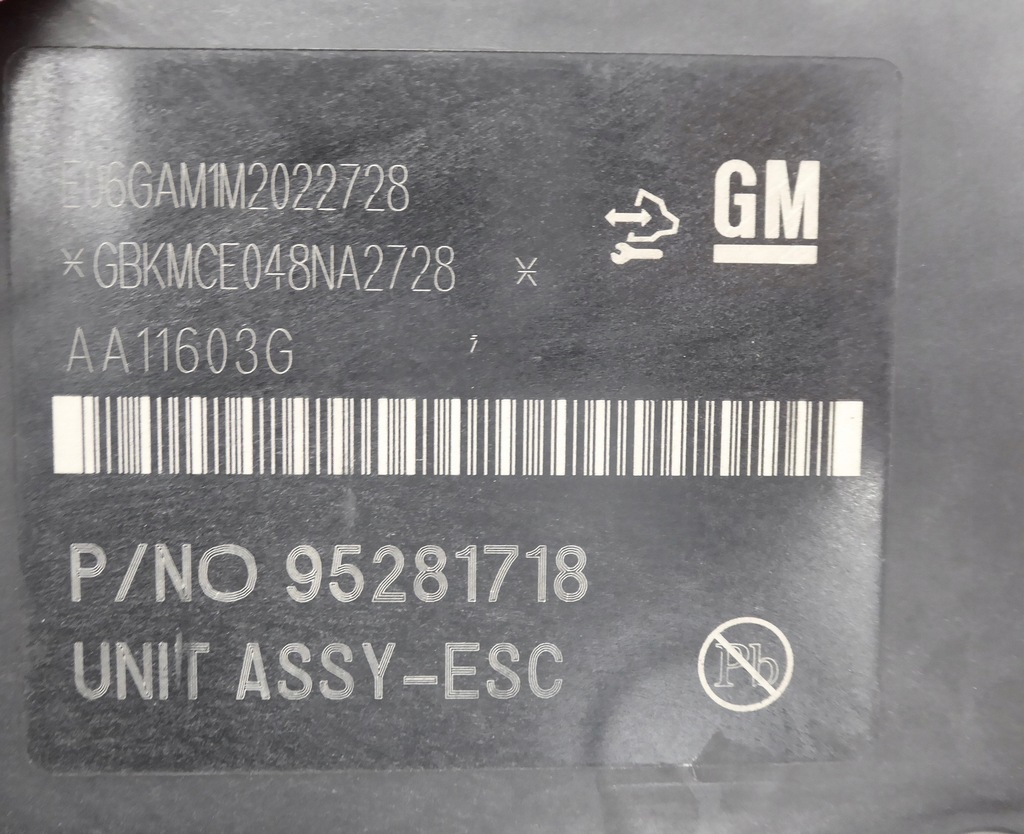 E06GAM1M2022728
*GBKMCE048NA2728 *
AA11603G
GM
P/NO 95281718
UNIT ASSY-ESC
Pb